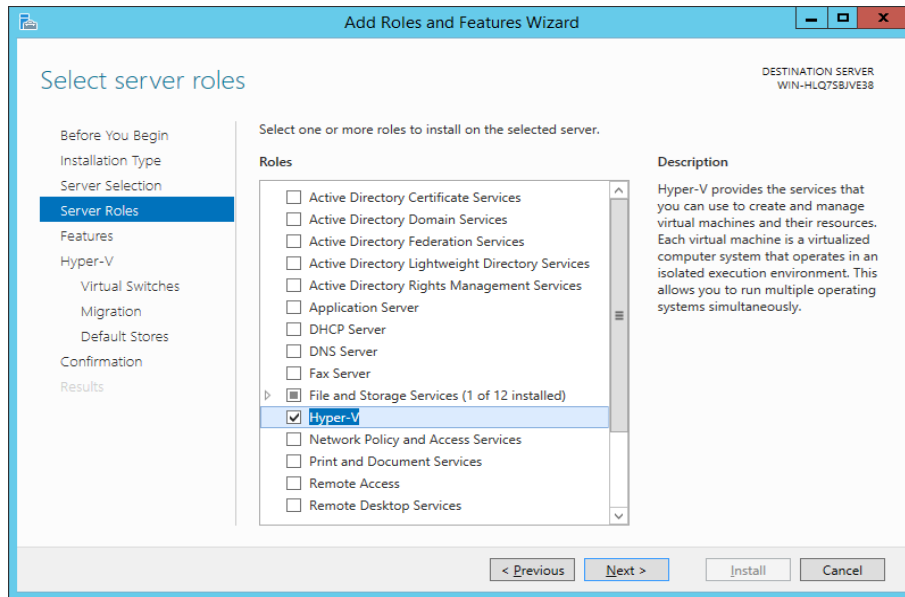 Add Roles and Features Wizard
Select server roles
DESTINATION SERVER
WIN-HLQ7SBJVE38
Before You Begin
Installation Type
Server Selection
Server Roles
Features
Hyper-V
Virtual Switches
Migration
Default Stores
Confirmation
Results
Select one or more roles to install on the selected server.
Roles
Active Directory Certificate Services
Active Directory Domain Services
Active Directory Federation Services
Active Directory Lightweight Directory Services
Active Directory Rights Management Services
Application Server
DHCP Server
DNS Server
Fax Server
File and Storage Services (1 of 12 installed)
Hyper-V
Network Policy and Access Services
Print and Document Services
Remote Access
Remote Desktop Services
Description
Hyper-V provides the services that
you can use to create and manage
virtual machines and their resources.
Each virtual machine is a virtualized
computer system that operates in an
isolated execution environment. This
allows you to run multiple operating
systems simultaneously.
< Previous
Next >
Install
Cancel